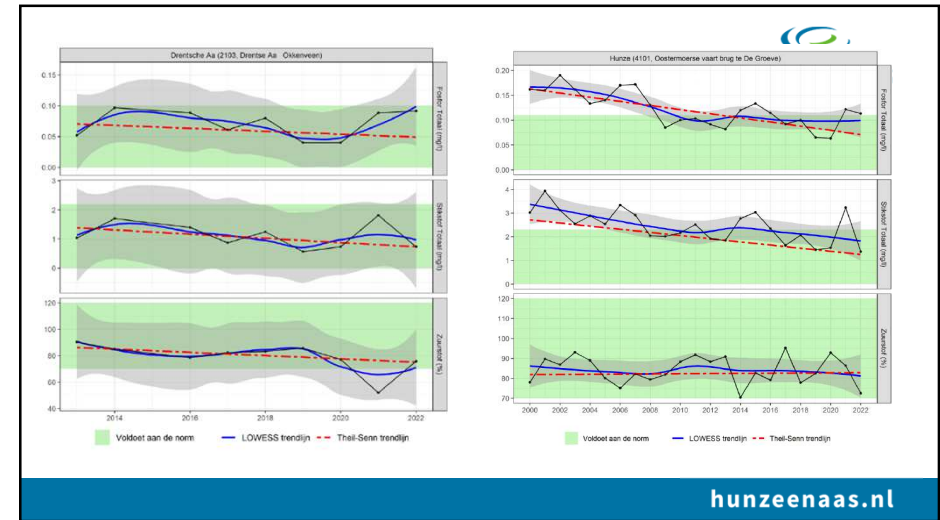 Drentsche Aa (2103, Drentse Aa Okkenveen)
0.15
0.10
0.05
0.00
Fosfor Totaal (mg/l)
3
2
1
0
Stikstof Totaal (mg/l)
120
100
80
60
40
Zuurstof (%)
2014 2016 2018 2020 2022
Voldoet aan de norm LOWESS trendlijn Theil-Senn trendlijn
Hunze (4101, Oostermoerse vaart brug te De Groeve)
0.20
0.15
0.10
0.05
0.00
Fosfor Totaal (mg/l)
4
3
2
1
0
Stikstof Totaal (mg/l)
120
110
100
90
80
70
Zuurstof (%)
2000 2002 2004 2006 2008 2010 2012 2014 2016 2018 2020 2022
Voldoet aan de norm LOWESS trendlijn Theil-Senn trendlijn
hunzeenaas.nl